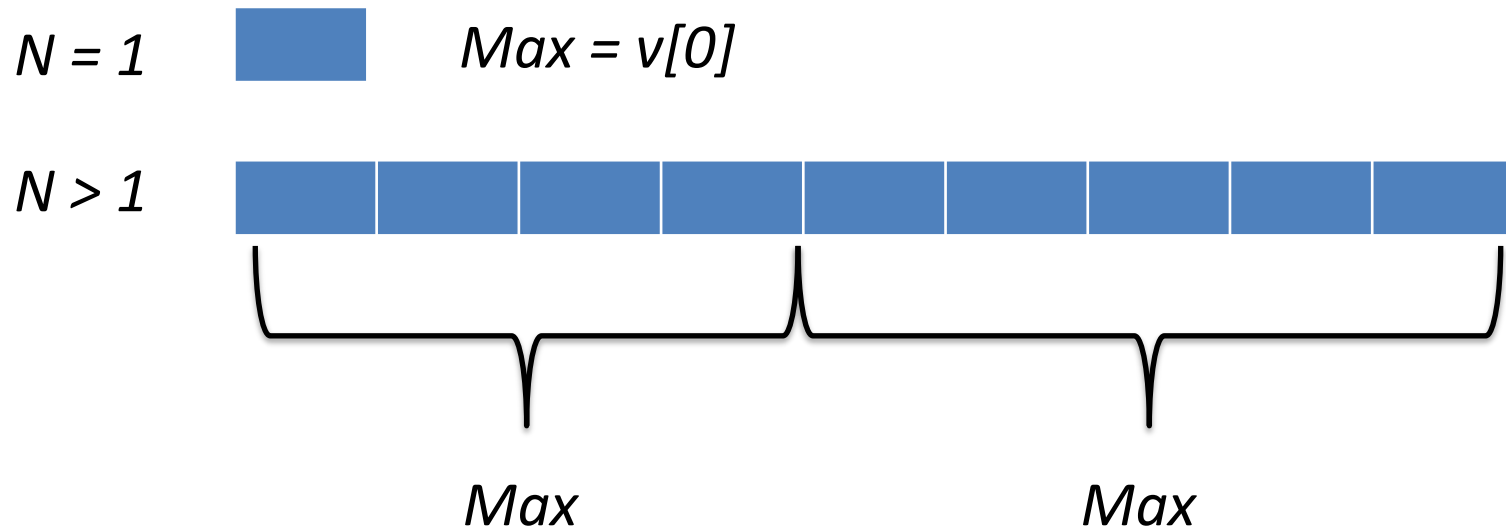 N = 1
Max = v[0]
N > 1
Max
Max